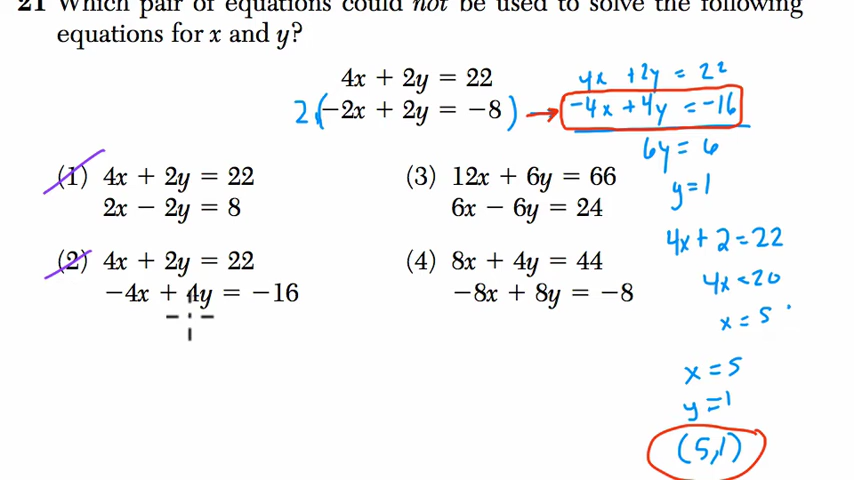 21 Which pair of equations could not be used to solve the following
equations for x and y?
4x + 2y = 22
2(-2x + 2y = -8)
4x + 2y = 22
-4x + 4y = -16
6y = 6
y = 1
4x + 2 = 22
4x = 20
x = 5
x = 5
y = 1
(5,1)
(1) 4x + 2y = 22
2x − 2y = 8
(2) 4x + 2y = 22
−4x + 4y = −16
(3) 12x + 6y = 66
6x − 6y = 24
(4) 8x + 4y = 44
−8x + 8y = −8